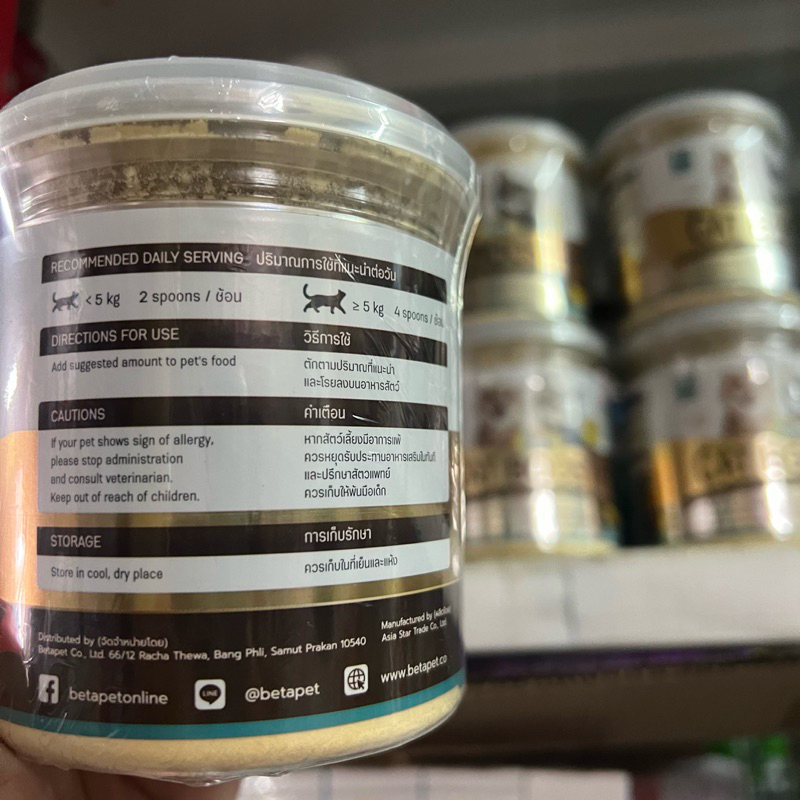 RECOMMENDED DAILY SERVING ปริมาณการใช้ที่แนะนำต่อวัน
< 5 kg 2 spoons / ช้อน ≥ 5 kg 4 spoons / ช้อน
DIRECTIONS FOR USE วิธีการใช้
Add suggested amount to pet's food
ตักตามปริมาณที่แนะนำ
และโรยลงบนอาหารสัตว์
CAUTIONS คำเตือน
If your pet shows sign of allergy,
please stop administration
and consult veterinarian.
Keep out of reach of children.
หากสัตว์เลี้ยงมีอาการแพ้
ควรหยุดรับประทานอาหารเสริมในทันที
และปรึกษาสัตวแพทย์
ควรเก็บให้พ้นมือเด็ก
STORAGE การเก็บรักษา
Store in cool, dry place ควรเก็บในที่เย็นและแห้ง
Distributed by (จัดจำหน่ายโดย)
Betapet Co., Ltd. 66/12 Racha Thewa, Bang Phli, Samut Prakan 10540
Manufactured by
Asia Star Trade Co., Ltd.
betapetonline LINE @betapet www.betapet.co